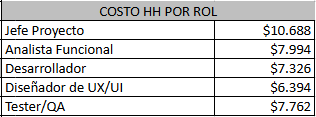 COSTO HH POR ROL
Jefe Proyecto $10.688
Analista Funcional $7.994
Desarrollador $7.326
Diseñador de UX/UI $6.394
Tester/QA $7.762